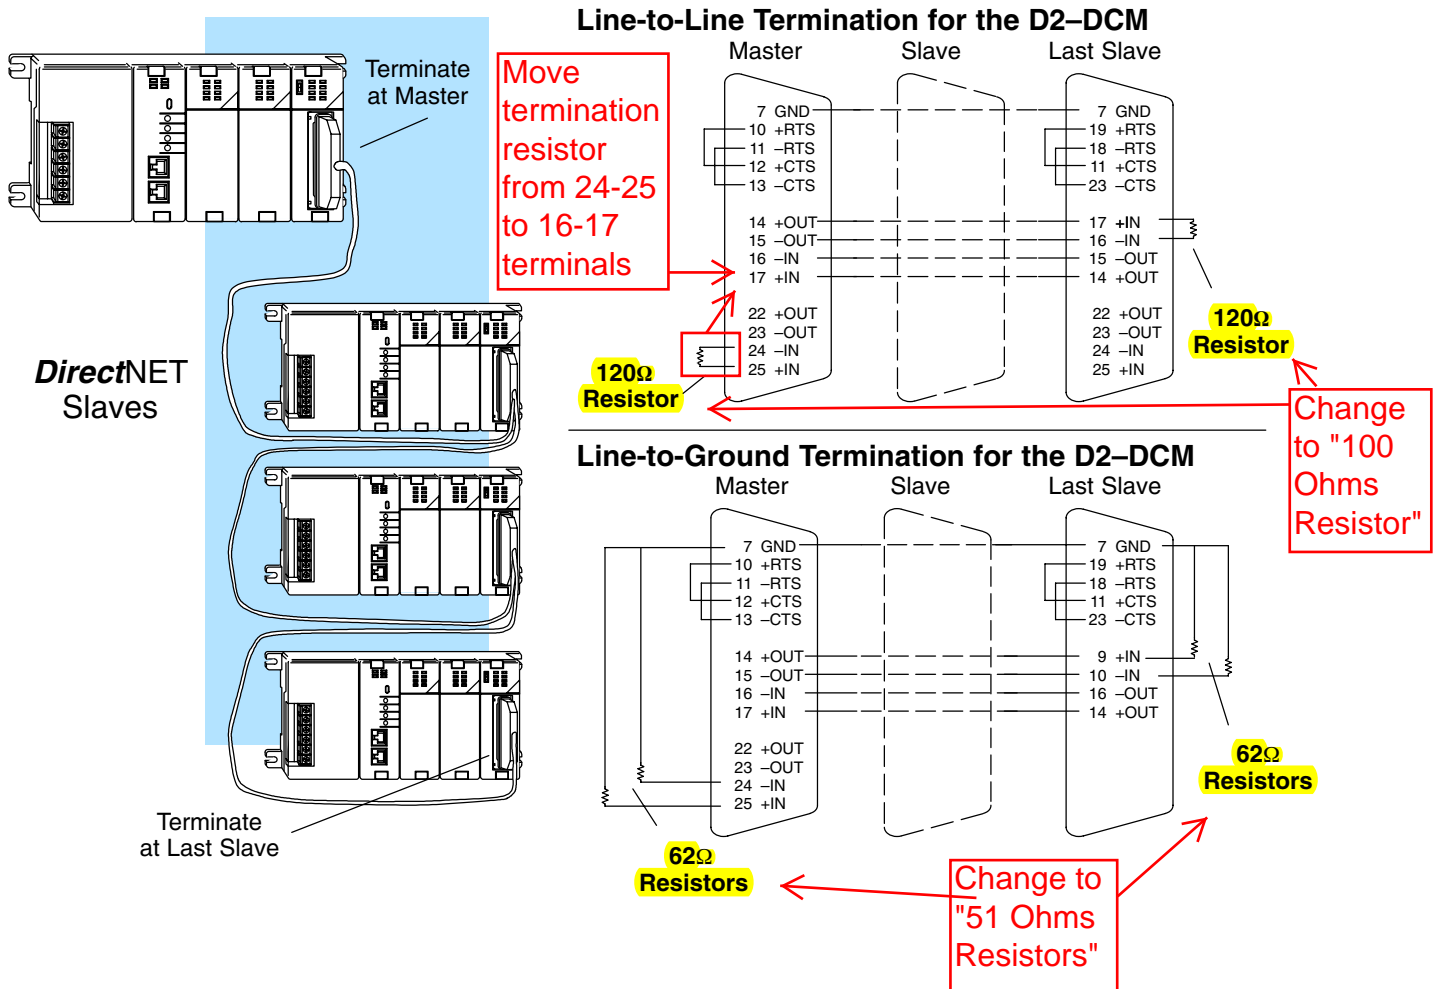 Line-to-Line Termination for the D2–DCM
Master
Slave
Last Slave
Terminate
at Master
Move
termination
resistor
from 24-25
to 16-17
terminals
7 GND
10 +RTS
11 –RTS
12 +CTS
13 –CTS
14 +OUT
15 –OUT
16 –IN
17 +IN
22 +OUT
23 –OUT
24 –IN
25 +IN
7 GND
19 +RTS
18 –RTS
11 +CTS
23 –CTS
17 +IN
16 –IN
15 –OUT
14 +OUT
22 +OUT
23 –OUT
24 –IN
25 +IN
120Ω
Resistor
120Ω
Resistor
Change
to "100
Ohms
Resistor"
DirectNET
Slaves
Line-to-Ground Termination for the D2–DCM
Master
Slave
Last Slave
7 GND
10 +RTS
11 –RTS
12 +CTS
13 –CTS
14 +OUT
15 –OUT
16 –IN
17 +IN
22 +OUT
23 –OUT
24 –IN
25 +IN
7 GND
19 +RTS
18 –RTS
11 +CTS
23 –CTS
9 +IN
10 –IN
16 –OUT
14 +OUT
62Ω
Resistors
62Ω
Resistors
Terminate
at Last Slave
Change to
"51 Ohms
Resistors"